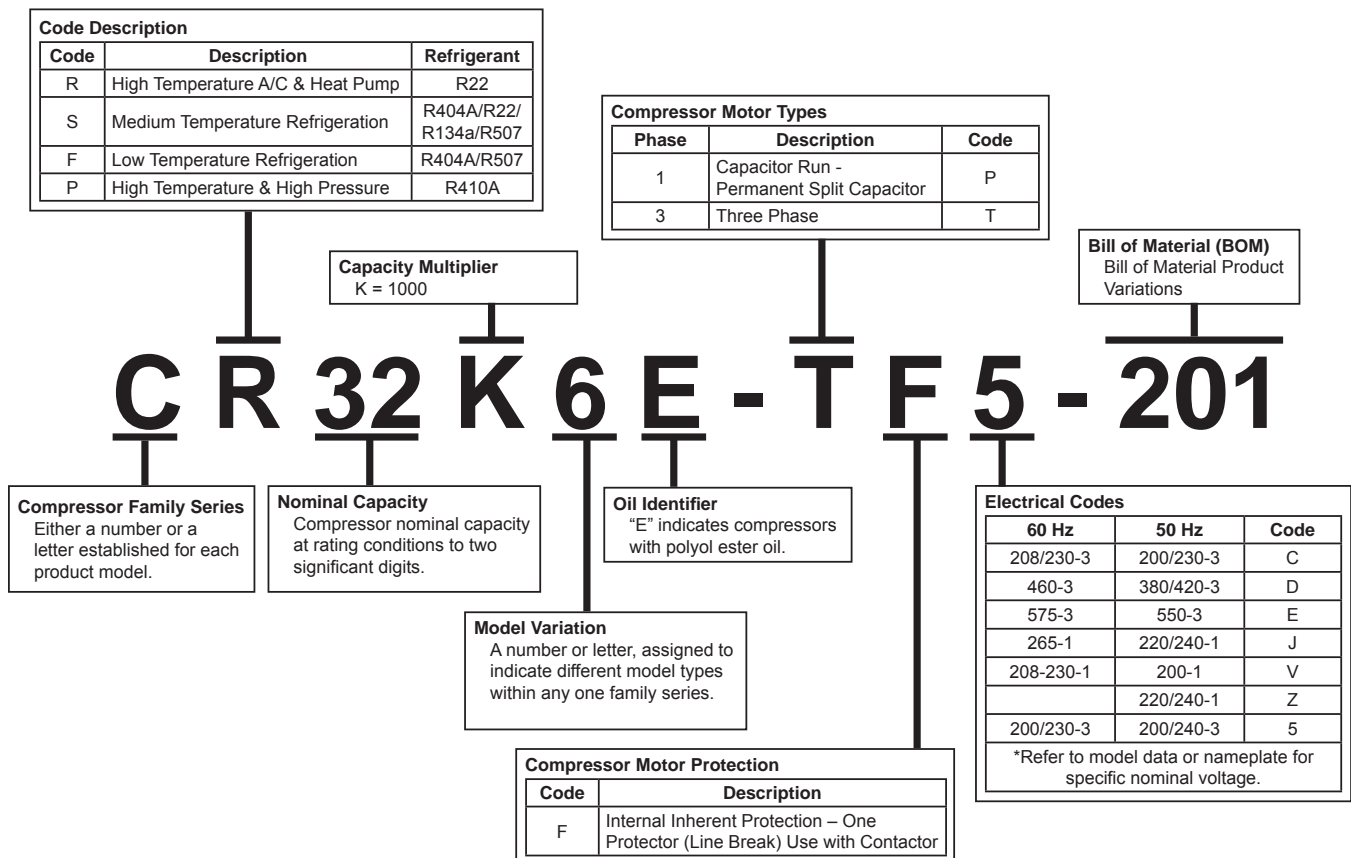 Code Description
Code Description Refrigerant
R High Temperature A/C & Heat Pump R22
S Medium Temperature Refrigeration R404A/R22/
R134a/R507
F Low Temperature Refrigeration R404A/R507
P High Temperature & High Pressure R410A
Compressor Motor Types
Phase Description Code
1 Capacitor Run -
Permanent Split Capacitor P
3 Three Phase T
Capacity Multiplier
K = 1000
Bill of Material (BOM)
Bill of Material Product
Variations
C R 32 K 6 E - T F 5 - 201
Compressor Family Series
Either a number or a
letter established for each
product model.
Nominal Capacity
Compressor nominal capacity
at rating conditions to two
significant digits.
Oil Identifier
“E” indicates compressors
with polyol ester oil.
Model Variation
A number or letter, assigned to
indicate different model types
within any one family series.
Electrical Codes
60 Hz 50 Hz Code
208/230-3 200/230-3 C
460-3 380/420-3 D
575-3 550-3 E
265-1 220/240-1 J
208-230-1 200-1 V
220/240-1 Z
200/230-3 200/240-3 5
*Refer to model data or nameplate for
specific nominal voltage.
Compressor Motor Protection
Code Description
F Internal Inherent Protection – One
Protector (Line Break) Use with Contactor